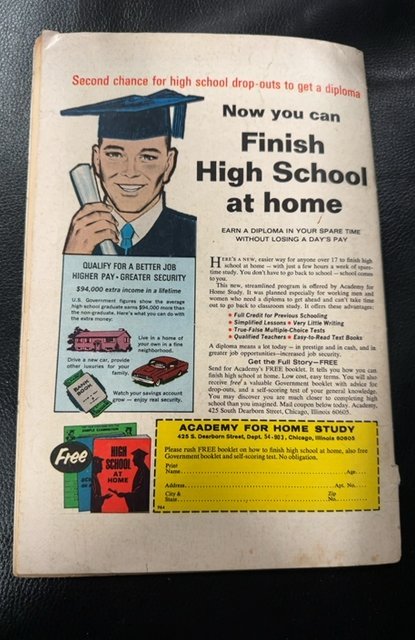 Second chance for high school drop-outs to get a diploma
Now you can
Finish
High School
at home
EARN A DIPLOMA IN YOUR SPARE TIME
WITHOUT LOSING A DAY'S PAY
QUALIFY FOR A BETTER JOB
HIGHER PAY • GREATER SECURITY
$94,000 extra income in a lifetime
U.S. Government figures show the average
high school graduate earns $94,000 more than
the non-graduate. Here's what you can do with
the extra money:
Live in a home of
your own in a fine
neighborhood.
Drive a new car, provide
other luxuries for your
family.
BANK
BOOK
Watch your savings account
grow — enjoy real security.
HERE'S A NEW, easier way for anyone over 17 to finish high
school at home — with just a few hours a week of spare-
time study. You don't have to go back to school — school comes
to you.
This new, streamlined program is offered by Academy for
Home Study. It was planned especially for working men and
women who need a diploma to get ahead and can't take time
out to go back to classroom study. It offers these advantages:
★ Full Credit for Previous Schooling
★ Simplified Lessons ★ Very Little Writing
★ True-False Multiple-Choice Tests
★ Qualified Teachers ★ Easy-to-Read Text Books
A diploma means a lot today — in prestige and in cash, and in
greater job opportunities—increased job security.
Get the Full Story—FREE
Send for Academy's FREE booklet. It tells you how you can
finish high school at home. Low cost, easy terms. You will also
receive free a valuable Government booklet with advice for
drop-outs, and a self-scoring test of your general knowledge.
You may discover you are much closer to completing high
school than you imagined. Mail coupon below today. Academy,
425 South Dearborn Street, Chicago, Illinois 60605.
Free
SAMPLE EXAMINATION
HIGH
SCHOOL
AT
HOME
ACADEMY FOR HOME STUDY
425 S. Dearborn Street, Dept. 54-903, Chicago, Illinois 60605
Please rush FREE booklet on how to finish high school at home, also free
Government booklet and self-scoring test. No obligation.
Print
Name Age
Address Apt. No.
City & Zip
State No.